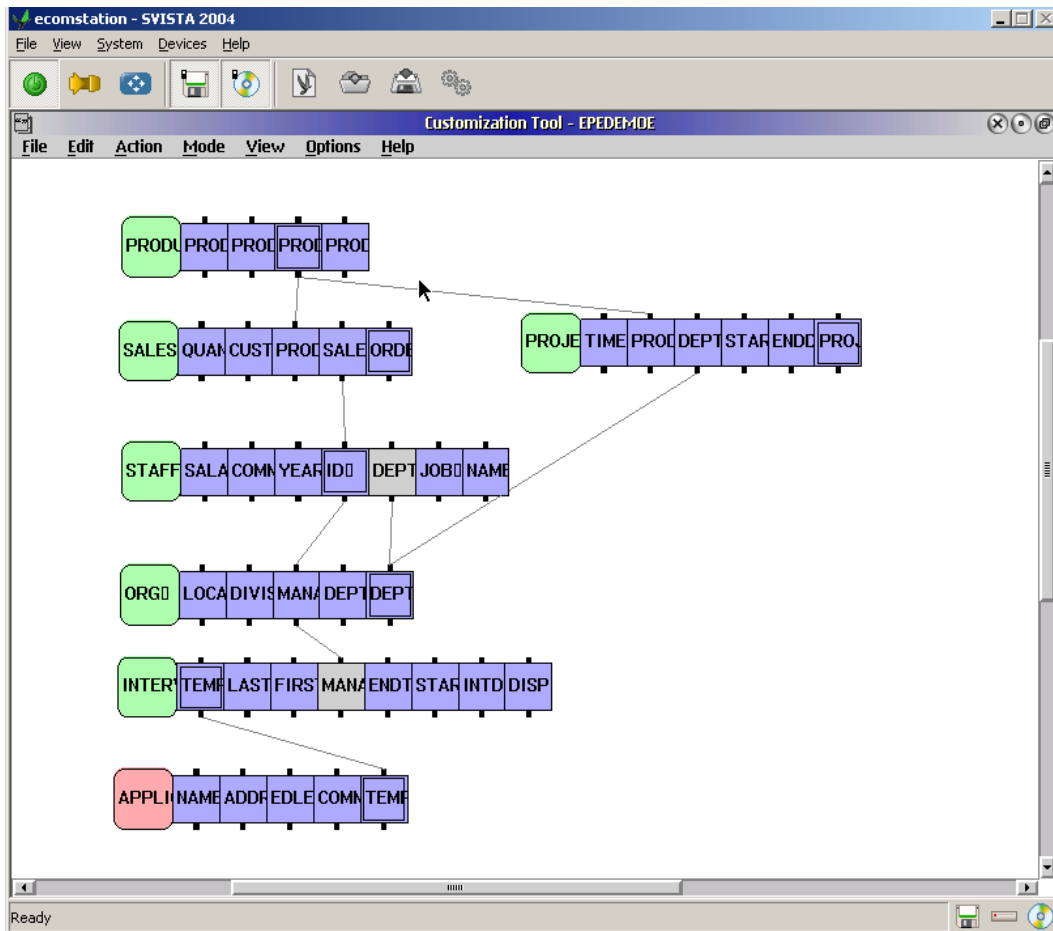 ecomstation - SVISTA 2004
File View System Devices Help
Customization Tool - EPEDEMOE
File Edit Action Mode View Options Help
PRODU PROD PROD PROD PROD
SALES QUAN CUST PROD SALE ORDE
PROJE TIME PROD DEPT STAR ENDD PROJ
STAFF SALA COMM YEAR ID DEPT JOB NAME
ORG LOCA DIVIS MANA DEPT DEPT
INTERV TEMP LAST FIRST MANA ENDT STAR INTD DISP
APPLI NAME ADDR EDLE COMM TEMP
Ready